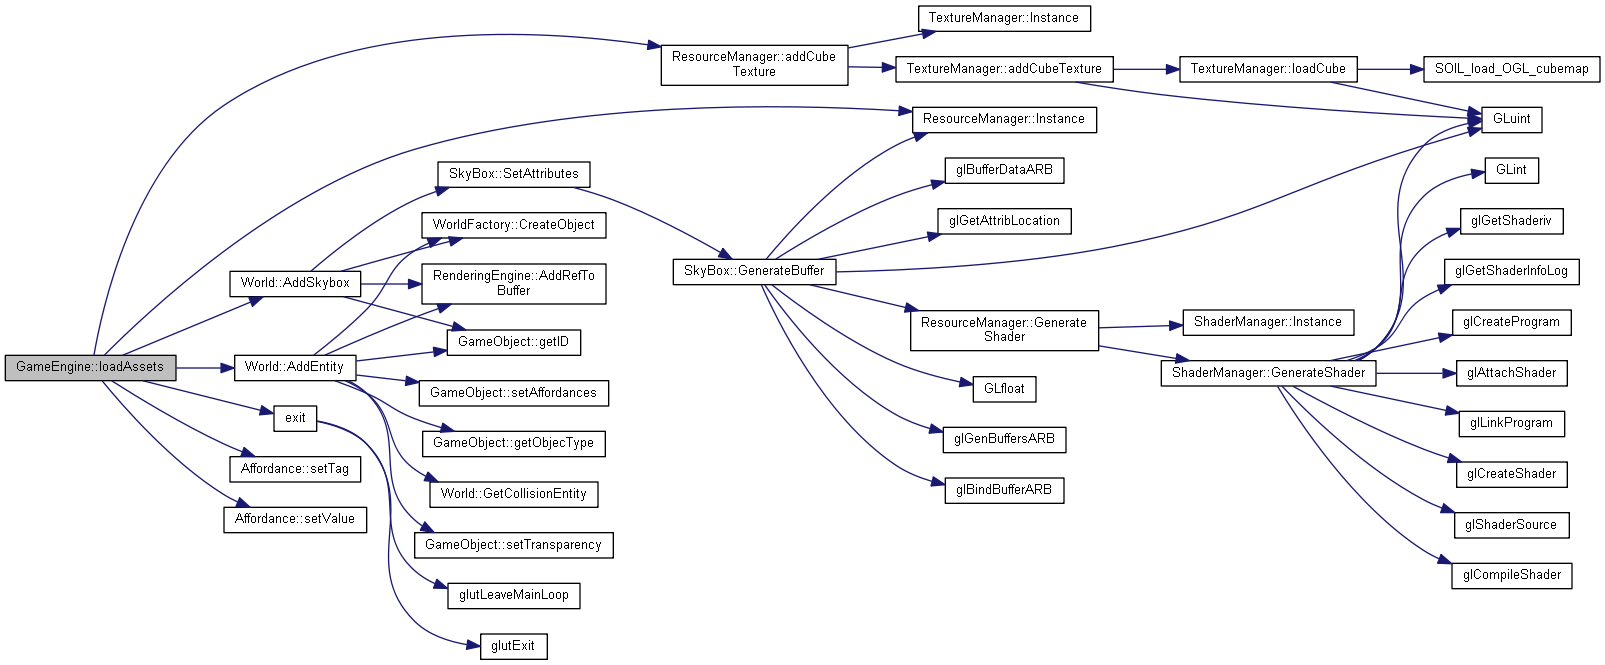 TextureManager::Instance
ResourceManager::addCube
Texture
TextureManager::addCubeTexture
TextureManager::loadCube
SOIL_load_OGL_cubemap
ResourceManager::Instance
GLuint
SkyBox::SetAttributes
glBufferDataARB
GLint
WorldFactory::CreateObject
glGetAttribLocation
glGetShaderiv
World::AddSkybox
RenderingEngine::AddRefTo
Buffer
SkyBox::GenerateBuffer
glGetShaderInfoLog
GameObject::getID
ResourceManager::Generate
Shader
ShaderManager::Instance
glCreateProgram
GameEngine::loadAssets
World::AddEntity
ShaderManager::GenerateShader
glAttachShader
GameObject::setAffordances
GLfloat
exit
glLinkProgram
GameObject::getObjecType
glGenBuffersARB
Affordance::setTag
glCreateShader
World::GetCollisionEntity
glBindBufferARB
Affordance::setValue
glShaderSource
GameObject::setTransparency
glCompileShader
glutLeaveMainLoop
glutExit